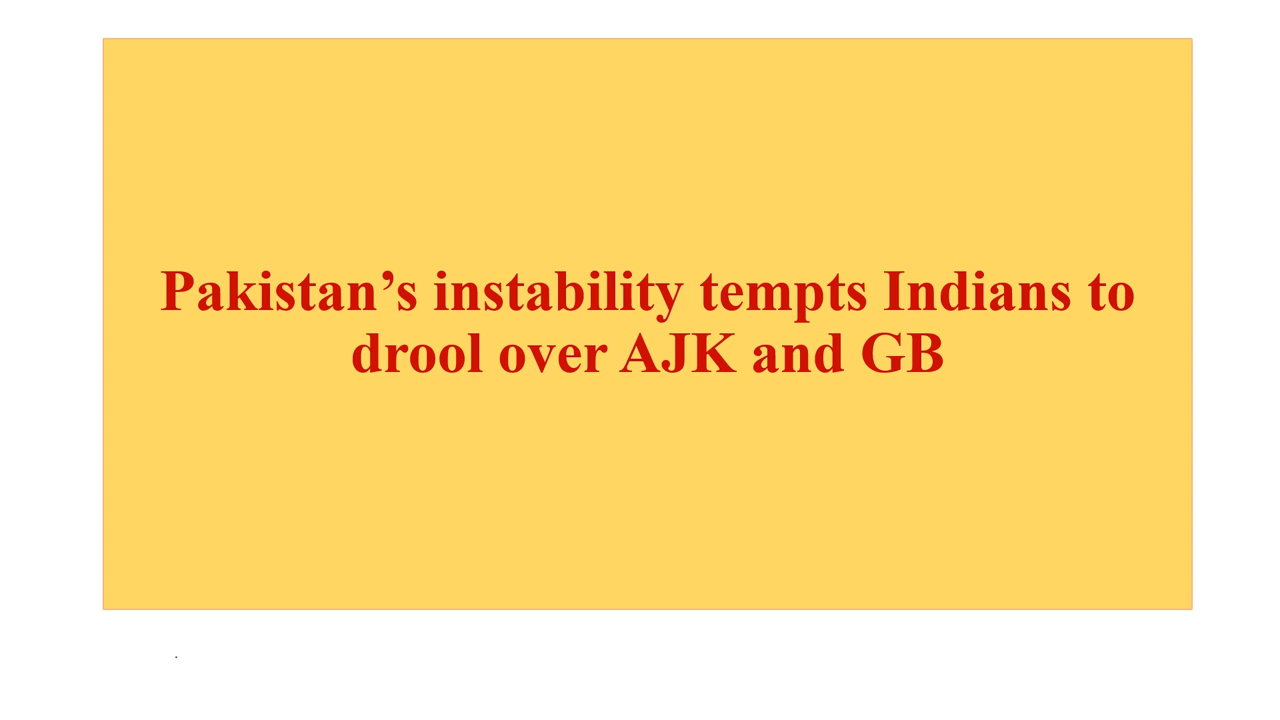 Pakistan’s instability tempts Indians to
drool over AJK and GB
.